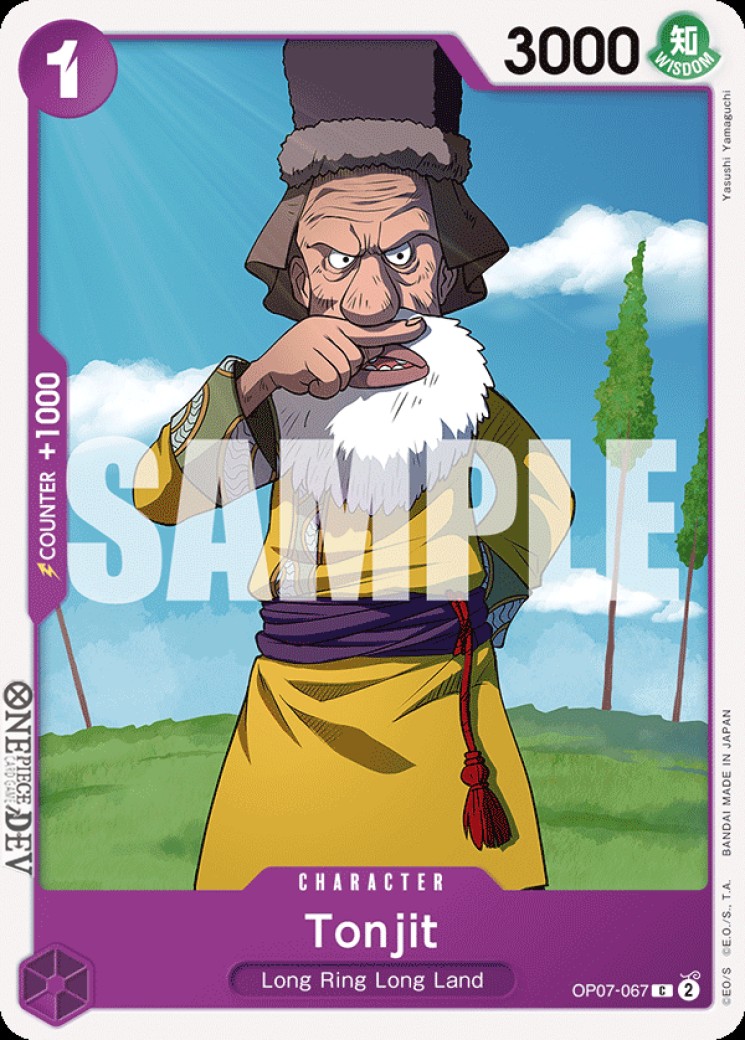 1
3000
知
WISDOM
Yasushi Yamaguchi
COUNTER +1000
SAMPLE
ONE PIECE
CARD GAME
DEV
BANDAI MADE IN JAPAN
©EO/S ©E.O./S., T.A.
CHARACTER
Tonjit
Long Ring Long Land
OP07-067 C 2